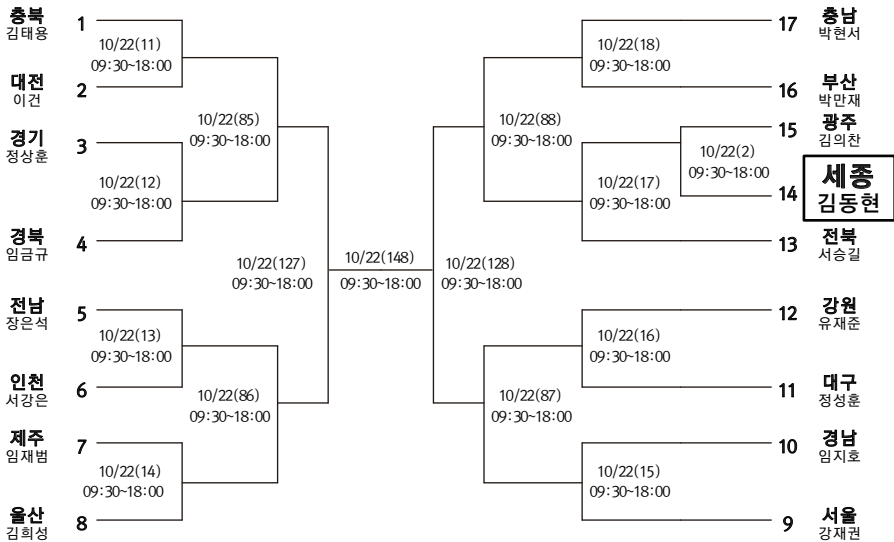 충북
김태용
1
10/22(11)
09:30~18:00
대전
이건
2
10/22(85)
09:30~18:00
경기
정상훈
3
10/22(12)
09:30~18:00
경북
임금규
4
10/22(127)
09:30~18:00
전남
장은석
5
10/22(13)
09:30~18:00
인천
서강은
6
10/22(86)
09:30~18:00
제주
임재범
7
10/22(14)
09:30~18:00
울산
김희성
8
10/22(148)
09:30~18:00
17
충남
박현서
10/22(18)
09:30~18:00
16
부산
박만재
10/22(88)
09:30~18:00
15
광주
김의찬
10/22(2)
09:30~18:00
14
세종
김동현
10/22(17)
09:30~18:00
13
전북
서승길
10/22(128)
09:30~18:00
12
강원
유재준
10/22(16)
09:30~18:00
11
대구
정성훈
10/22(87)
09:30~18:00
10
경남
임지호
10/22(15)
09:30~18:00
9
서울
강재권